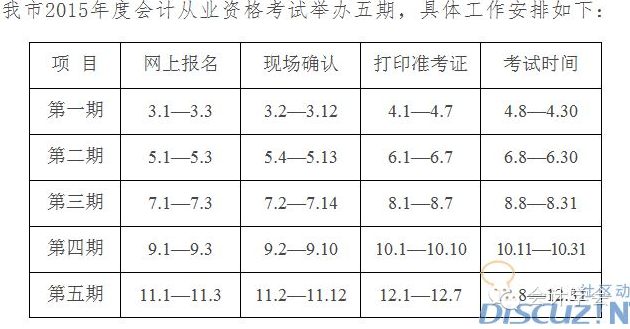 我市2015年度会计从业资格考试举办五期，具体工作安排如下：
项 目 网上报名 现场确认 打印准考证 考试时间
第一期 3.1—3.3 3.2—3.12 4.1—4.7 4.8—4.30
第二期 5.1—5.3 5.4—5.13 6.1—6.7 6.8—6.30
第三期 7.1—7.3 7.2—7.14 8.1—8.7 8.8—8.31
第四期 9.1—9.3 9.2—9.10 10.1—10.10 10.11—10.31
第五期 11.1—11.3 11.2—11.12 12.1—12.7
社区动
DISCUZ!N